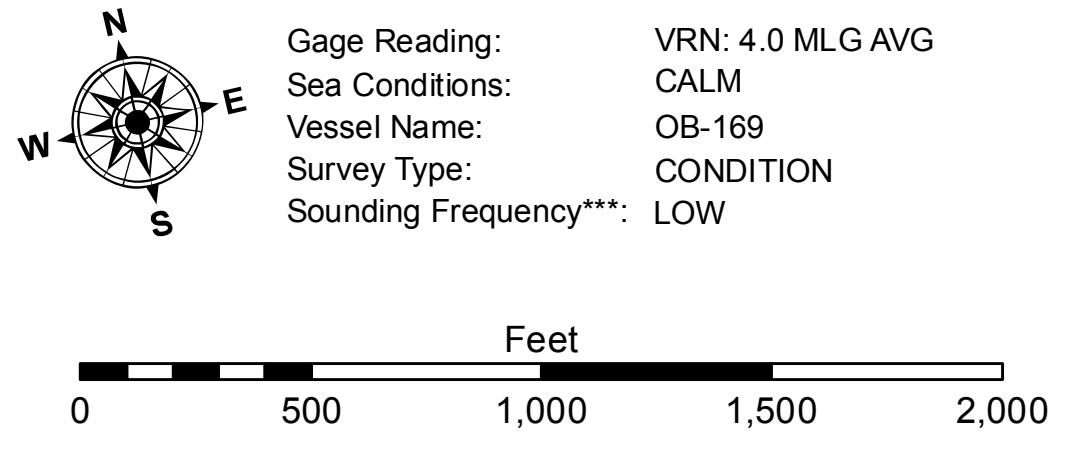 N
E
W
S
Gage Reading: VRN: 4.0 MLG AVG
Sea Conditions: CALM
Vessel Name: OB-169
Survey Type: CONDITION
Sounding Frequency***: LOW
Feet
0 500 1,000 1,500 2,000